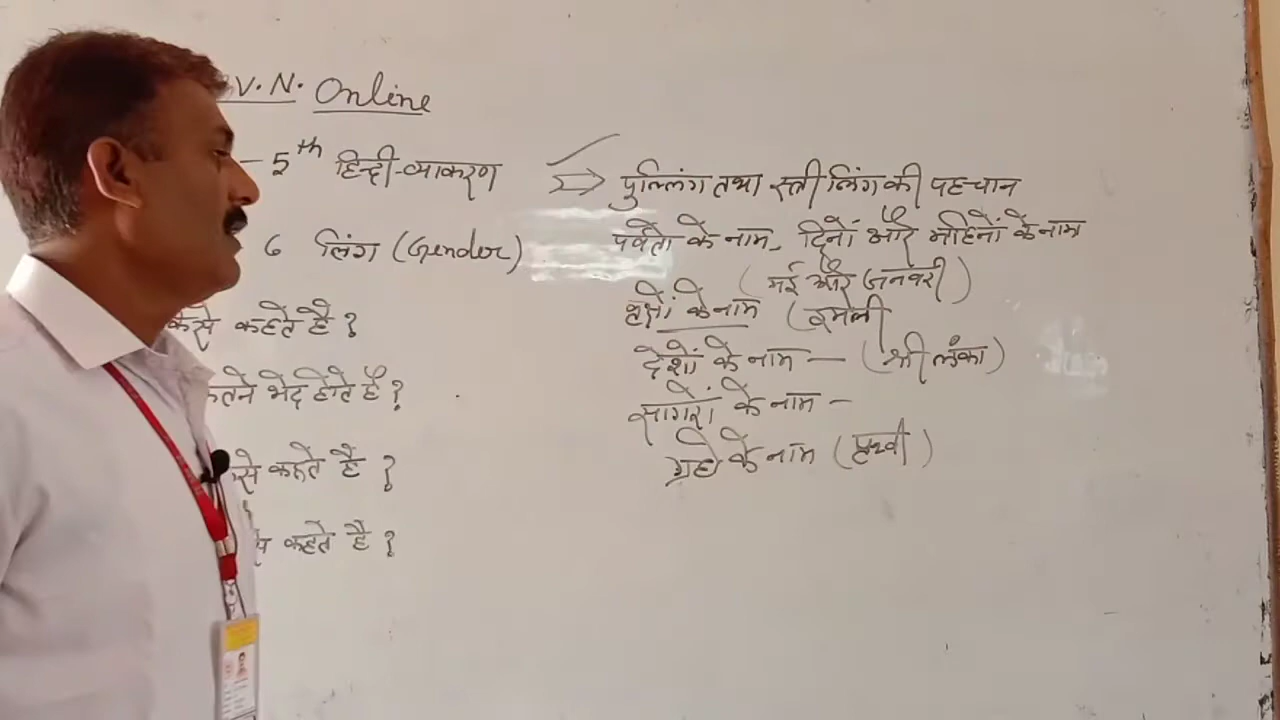 V. N. Online
- 5th हिन्दी-व्याकरण
6 लिंग (Gender)
कहते है ?
भेद होते है ?
से कहते है ?
कहते है ?
⇒ पुल्लिंग तथा स्त्रीलिंग की पहचान
पर्वतो के नाम - दिनों और महिनों के नाम
(मई और जनवरी)
वृक्षों के नाम (इमली
देशों के नाम — (श्रीलंका)
सागरों के नाम —
ग्रहो के नाम (पृथ्वी)